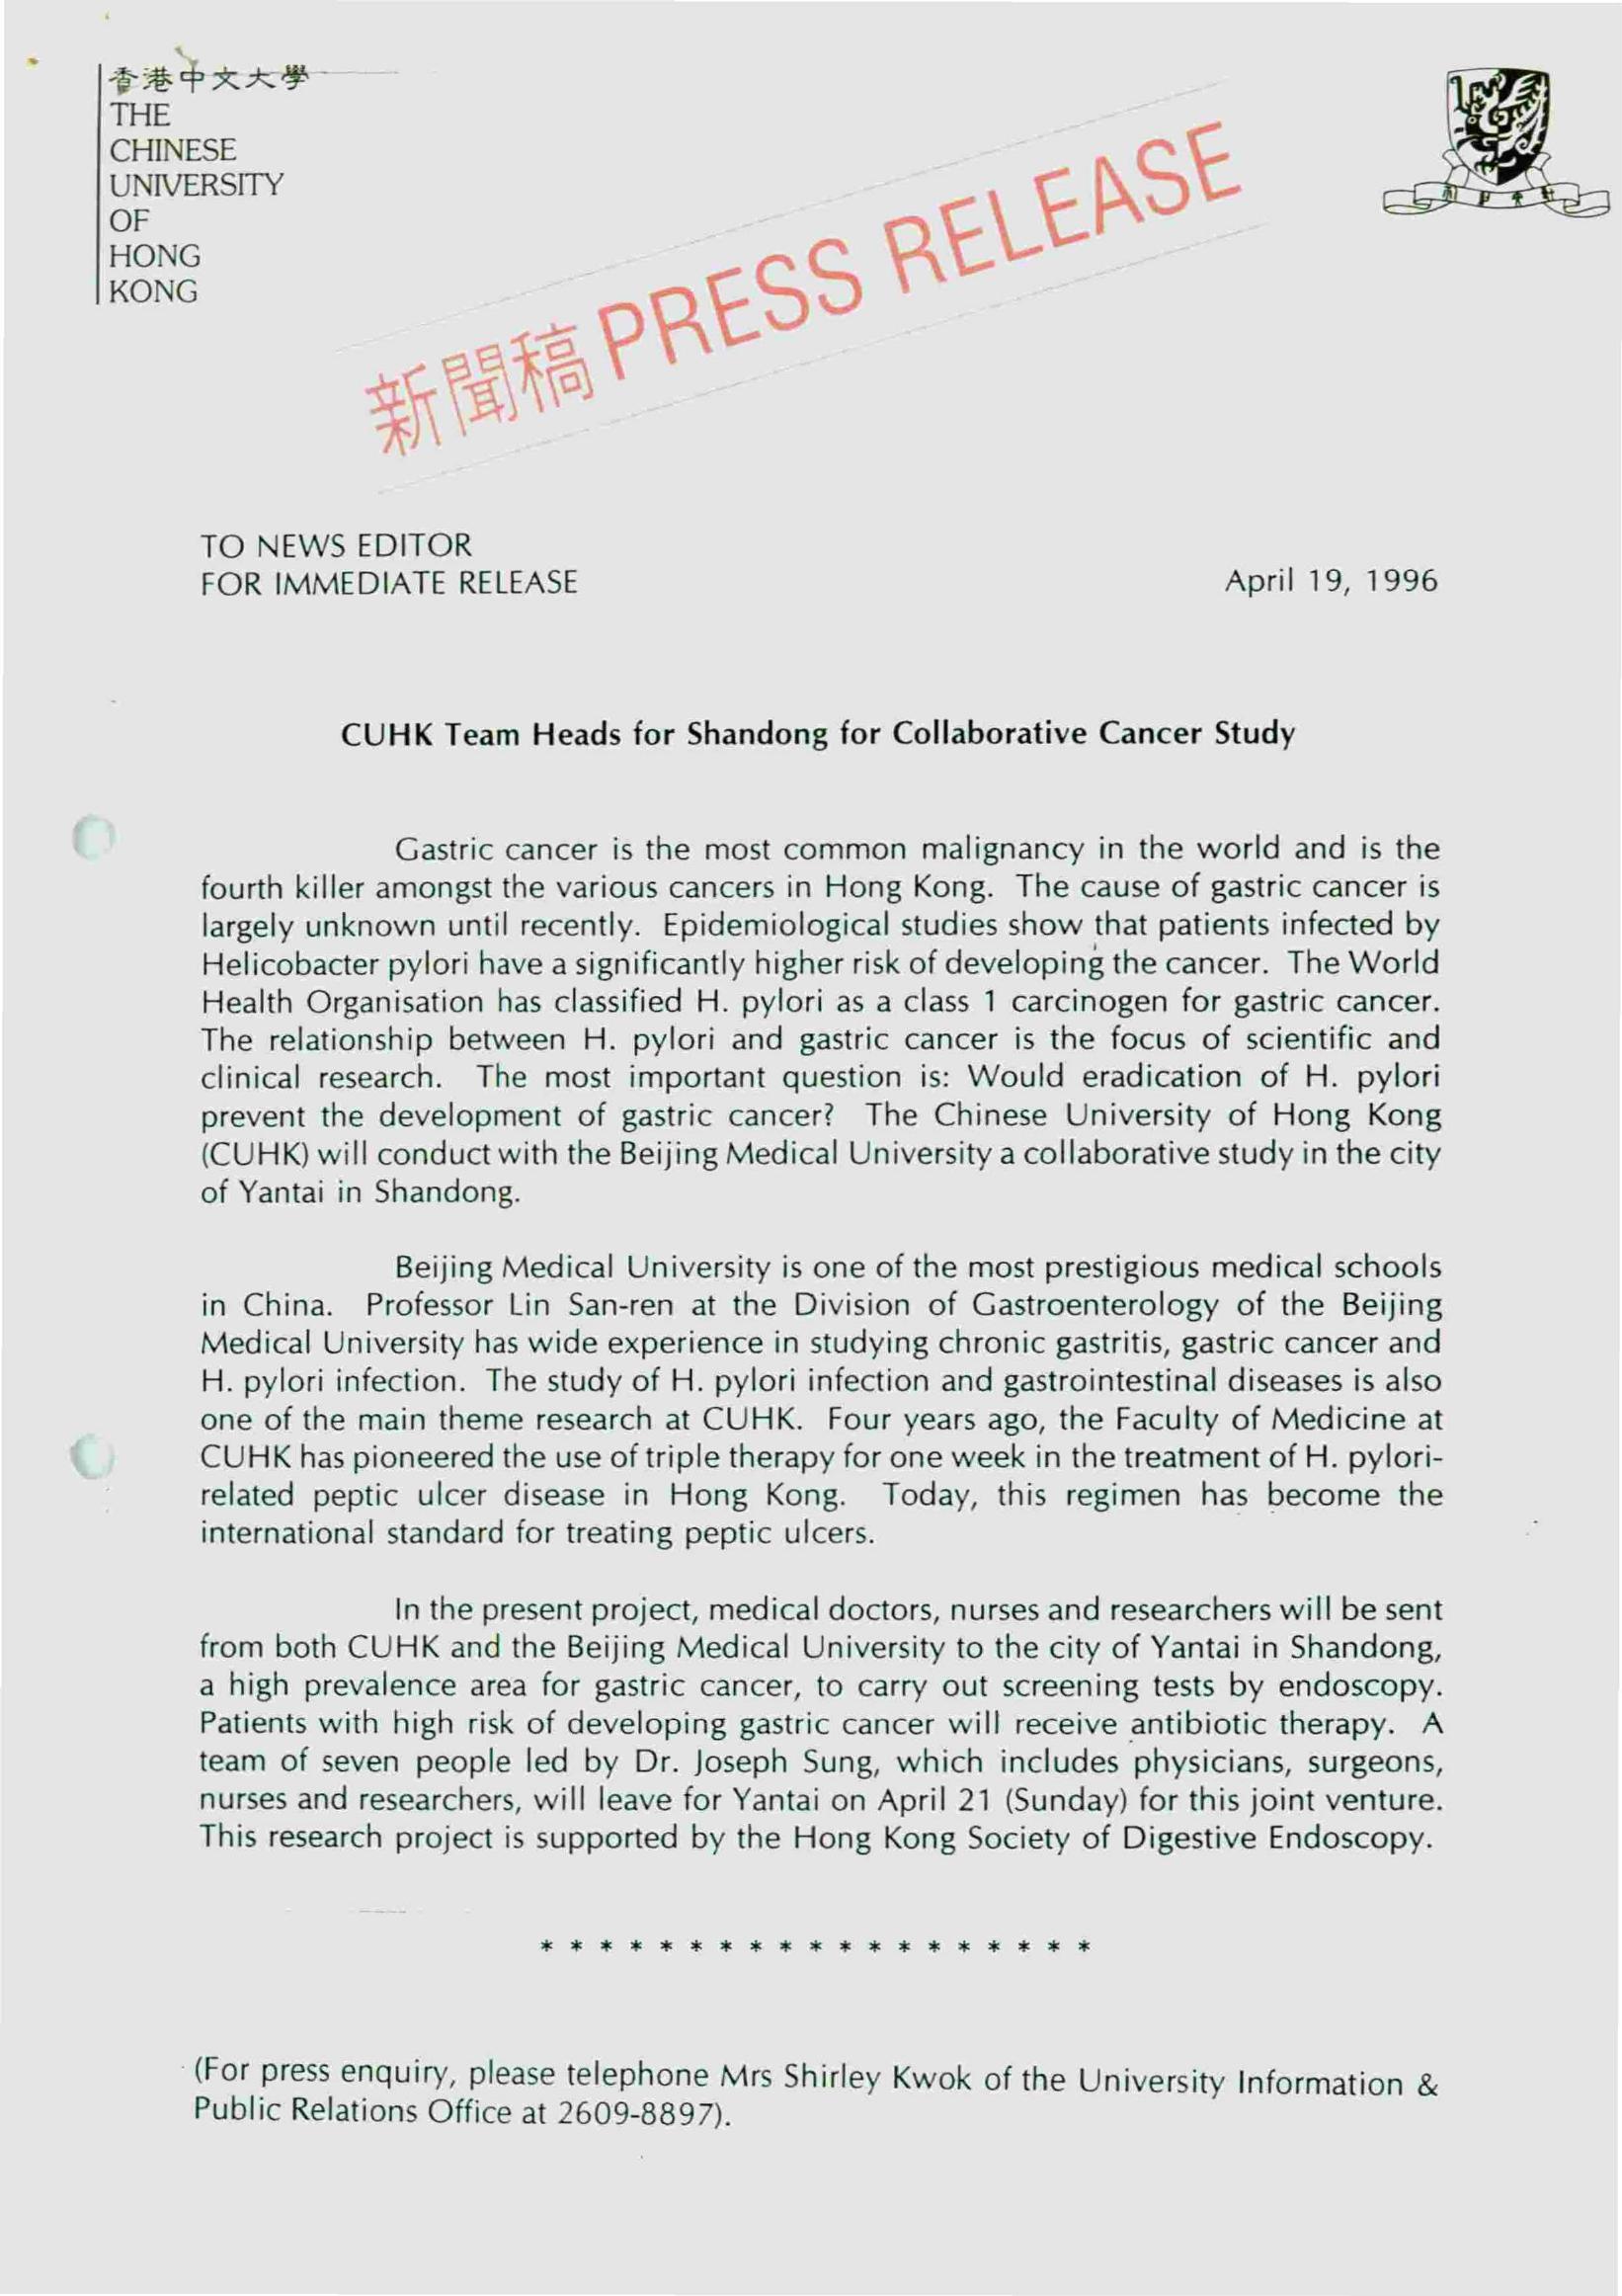 香港中文大學
THE
CHINESE
UNIVERSITY
OF
HONG
KONG
新聞稿 PRESS RELEASE
TO NEWS EDITOR
FOR IMMEDIATE RELEASE April 19, 1996
CUHK Team Heads for Shandong for Collaborative Cancer Study
Gastric cancer is the most common malignancy in the world and is the
fourth killer amongst the various cancers in Hong Kong. The cause of gastric cancer is
largely unknown until recently. Epidemiological studies show that patients infected by
Helicobacter pylori have a significantly higher risk of developing the cancer. The World
Health Organisation has classified H. pylori as a class 1 carcinogen for gastric cancer.
The relationship between H. pylori and gastric cancer is the focus of scientific and
clinical research. The most important question is: Would eradication of H. pylori
prevent the development of gastric cancer? The Chinese University of Hong Kong
(CUHK) will conduct with the Beijing Medical University a collaborative study in the city
of Yantai in Shandong.
Beijing Medical University is one of the most prestigious medical schools
in China. Professor Lin San-ren at the Division of Gastroenterology of the Beijing
Medical University has wide experience in studying chronic gastritis, gastric cancer and
H. pylori infection. The study of H. pylori infection and gastrointestinal diseases is also
one of the main theme research at CUHK. Four years ago, the Faculty of Medicine at
CUHK has pioneered the use of triple therapy for one week in the treatment of H. pylori-
related peptic ulcer disease in Hong Kong. Today, this regimen has become the
international standard for treating peptic ulcers.
In the present project, medical doctors, nurses and researchers will be sent
from both CUHK and the Beijing Medical University to the city of Yantai in Shandong,
a high prevalence area for gastric cancer, to carry out screening tests by endoscopy.
Patients with high risk of developing gastric cancer will receive antibiotic therapy. A
team of seven people led by Dr. Joseph Sung, which includes physicians, surgeons,
nurses and researchers, will leave for Yantai on April 21 (Sunday) for this joint venture.
This research project is supported by the Hong Kong Society of Digestive Endoscopy.
* * * * * * * * * * * * * * * * * * *
(For press enquiry, please telephone Mrs Shirley Kwok of the University Information &
Public Relations Office at 2609-8897).